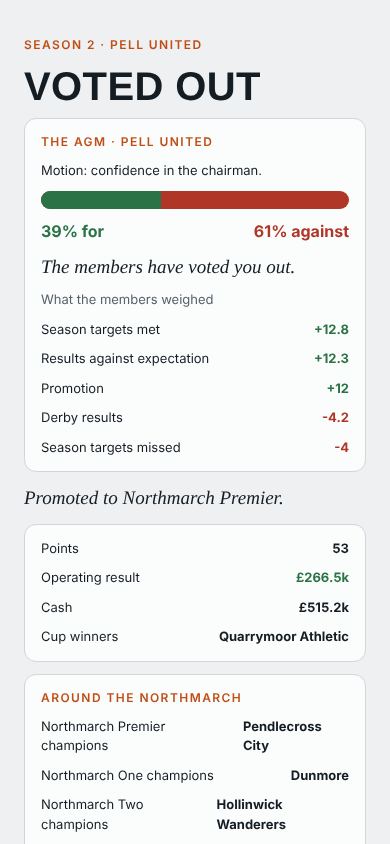 SEASON 2 · PELL UNITED
VOTED OUT
THE AGM · PELL UNITED
Motion: confidence in the chairman.
39% for 61% against
The members have voted you out.
What the members weighed
Season targets met +12.8
Results against expectation +12.3
Promotion +12
Derby results -4.2
Season targets missed -4
Promoted to Northmarch Premier.
Points 53
Operating result £266.5k
Cash £515.2k
Cup winners Quarrymoor Athletic
AROUND THE NORTHMARCH
Northmarch Premier champions Pendlecross City
Northmarch One champions Dunmore
Northmarch Two champions Hollinwick Wanderers